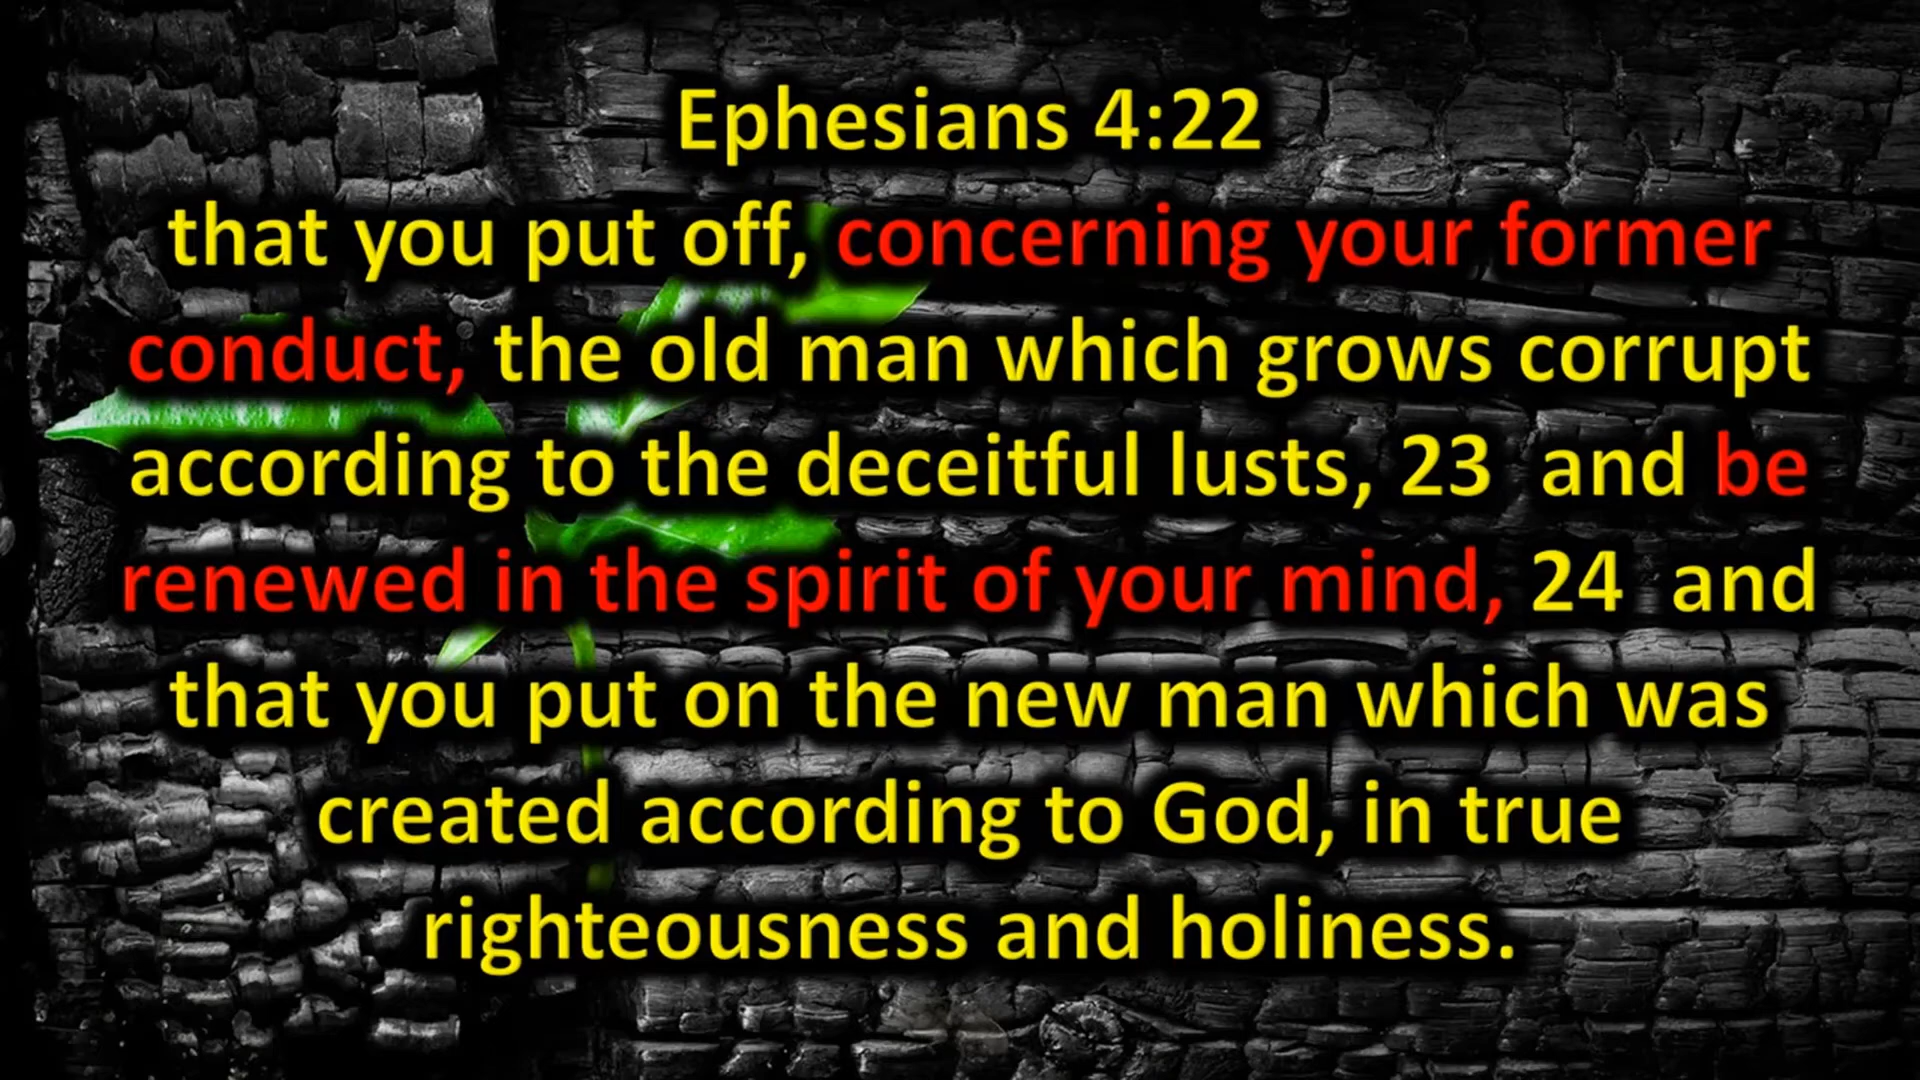 Ephesians 4:22
that you put off, concerning your former
conduct, the old man which grows corrupt
according to the deceitful lusts, 23  and be
renewed in the spirit of your mind, 24  and
that you put on the new man which was
created according to God, in true
righteousness and holiness.